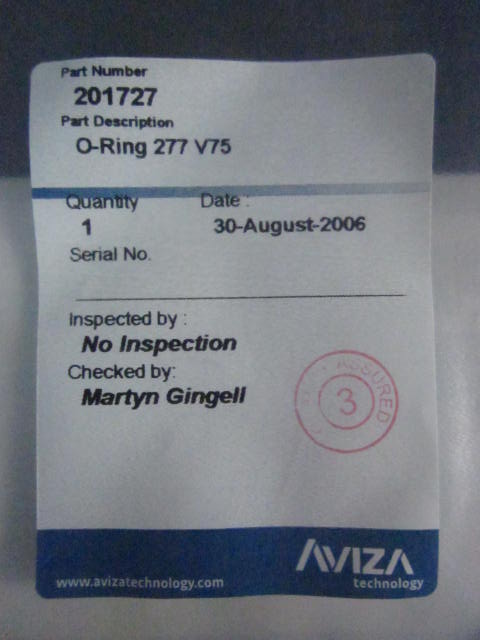 Part Number
201727
Part Description
O-Ring 277 V75
Quantity Date :
1 30-August-2006
Serial No.
Inspected by :
No Inspection
Checked by:
Martyn Gingell
ASSURED
3
AVIZA
technology
www.avizatechnology.com